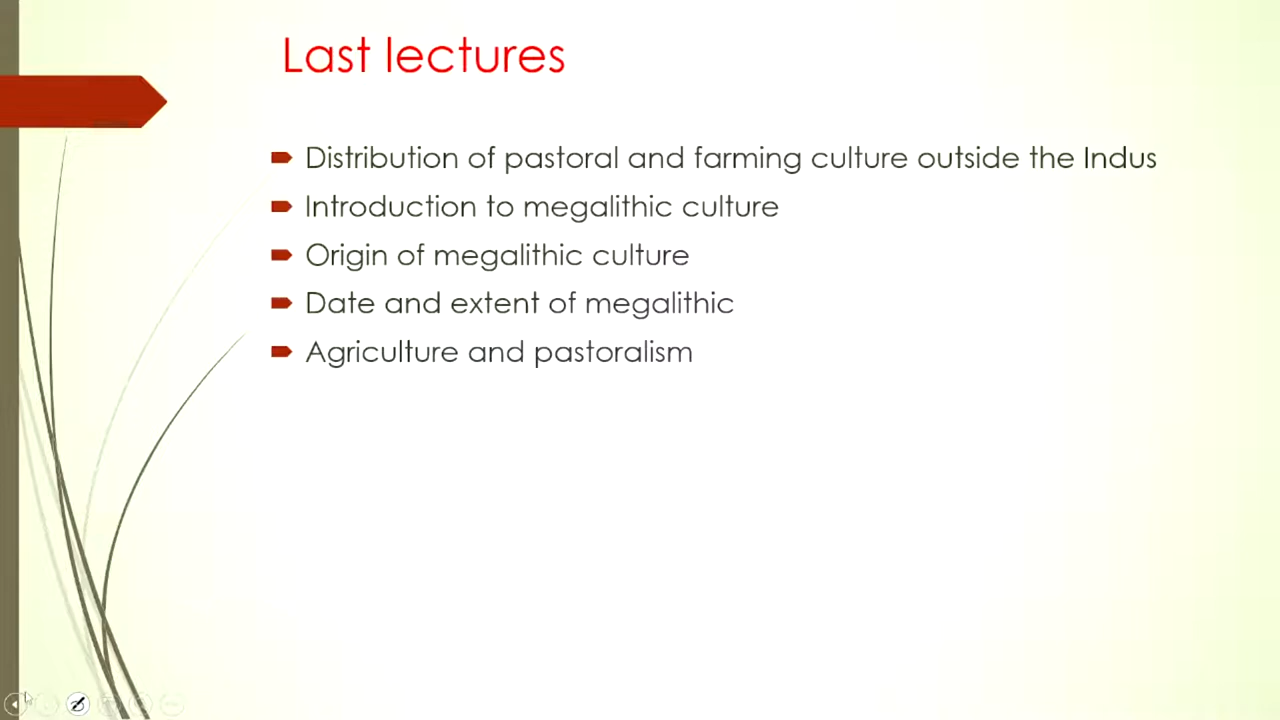 Last lectures
Distribution of pastoral and farming culture outside the Indus
Introduction to megalithic culture
Origin of megalithic culture
Date and extent of megalithic
Agriculture and pastoralism